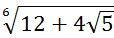 ⁶√(12 + 4√5)